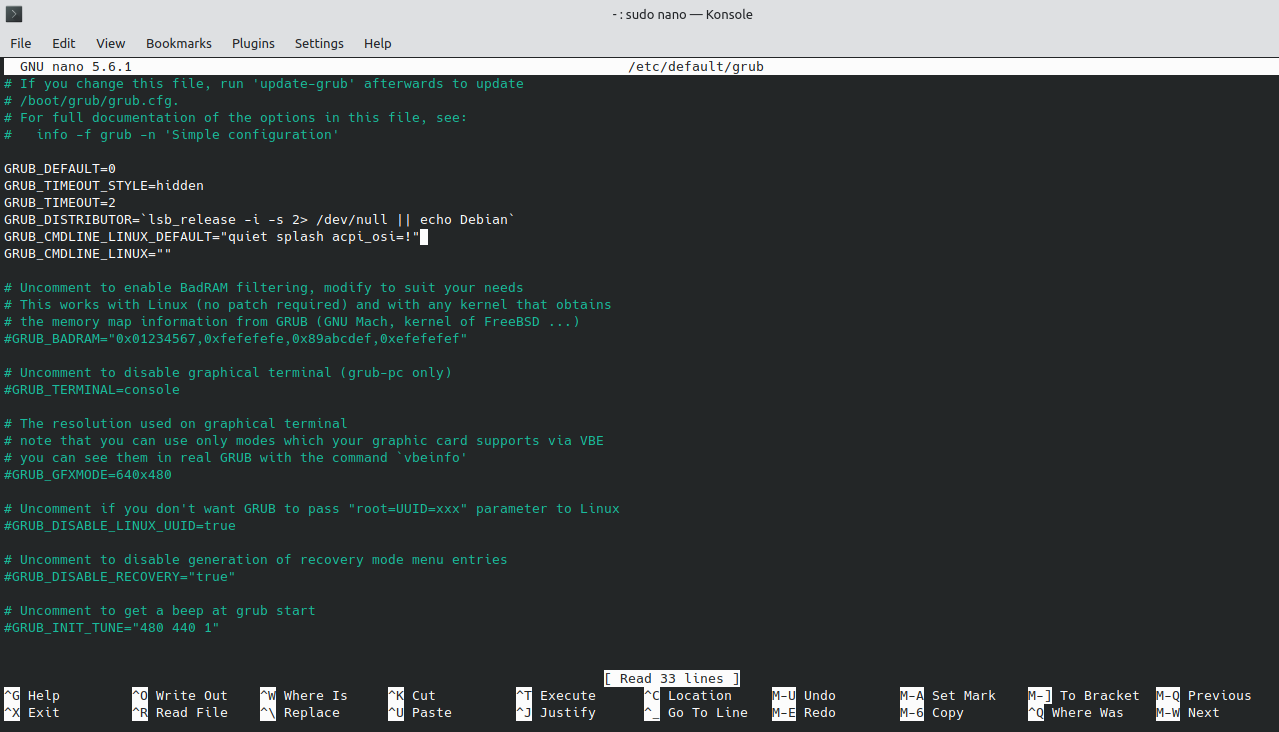 - : sudo nano — Konsole
File Edit View Bookmarks Plugins Settings Help
GNU nano 5.6.1 /etc/default/grub
# If you change this file, run 'update-grub' afterwards to update
# /boot/grub/grub.cfg.
# For full documentation of the options in this file, see:
#   info -f grub -n 'Simple configuration'

GRUB_DEFAULT=0
GRUB_TIMEOUT_STYLE=hidden
GRUB_TIMEOUT=2
GRUB_DISTRIBUTOR=`lsb_release -i -s 2> /dev/null || echo Debian`
GRUB_CMDLINE_LINUX_DEFAULT="quiet splash acpi_osi=!"
GRUB_CMDLINE_LINUX=""

# Uncomment to enable BadRAM filtering, modify to suit your needs
# This works with Linux (no patch required) and with any kernel that obtains
# the memory map information from GRUB (GNU Mach, kernel of FreeBSD ...)
#GRUB_BADRAM="0x01234567,0xfefefefe,0x89abcdef,0xefefefef"

# Uncomment to disable graphical terminal (grub-pc only)
#GRUB_TERMINAL=console

# The resolution used on graphical terminal
# note that you can use only modes which your graphic card supports via VBE
# you can see them in real GRUB with the command `vbeinfo'
#GRUB_GFXMODE=640x480

# Uncomment if you don't want GRUB to pass "root=UUID=xxx" parameter to Linux
#GRUB_DISABLE_LINUX_UUID=true

# Uncomment to disable generation of recovery mode menu entries
#GRUB_DISABLE_RECOVERY="true"

# Uncomment to get a beep at grub start
#GRUB_INIT_TUNE="480 440 1"

[ Read 33 lines ]
^G Help ^O Write Out ^W Where Is ^K Cut ^T Execute ^C Location M-U Undo M-A Set Mark M-] To Bracket M-Q Previous
^X Exit ^R Read File ^\ Replace ^U Paste ^J Justify ^_ Go To Line M-E Redo M-6 Copy ^Q Where Was M-W Next